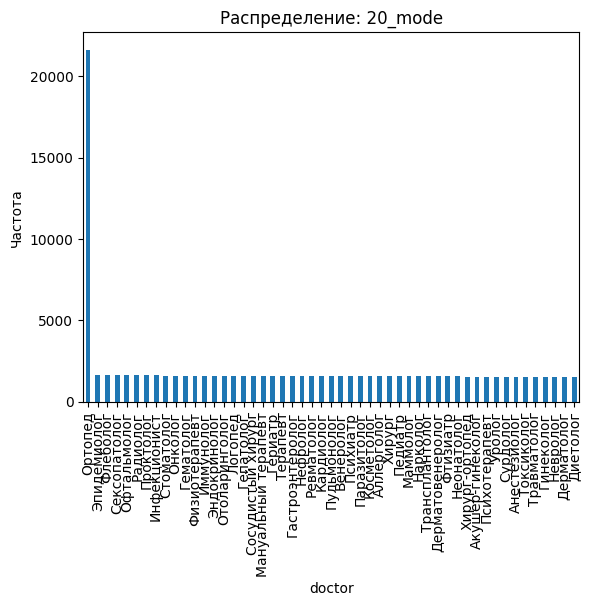 Распределение: 20_mode
Частота
20000
15000
10000
5000
0
Ортопед
Эпидемиолог
Флеболог
Сексопатолог
Офтальмолог
Радиолог
Проктолог
Инфекционист
Стоматолог
Онколог
Гематолог
Физиотерапевт
Иммунолог
Эндокринолог
Отоларинголог
Логопед
Гепатолог
Сосудистый хирург
Мануальный терапевт
Гериатр
Терапевт
Гастроэнтеролог
Нефролог
Ревматолог
Кардиолог
Пульмонолог
Венеролог
Психиатр
Паразитолог
Косметолог
Аллерголог
Хирург
Педиатр
Маммолог
Нарколог
Трансплантолог
Дерматовенеролог
Фтизиатр
Неонатолог
Хирург-ортопед
Акушер-гинеколог
Психотерапевт
Уролог
Сурдолог
Анестезиолог
Токсиколог
Травматолог
Гинеколог
Невролог
Дерматолог
Диетолог
doctor